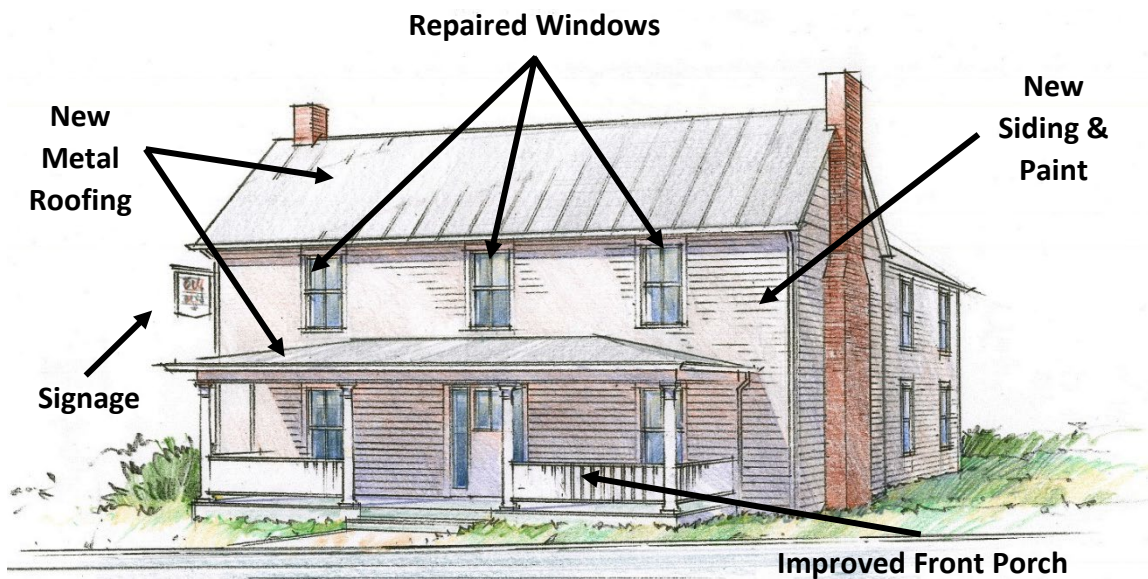 Repaired Windows
New
Metal
Roofing
New
Siding &
Paint
Signage
Improved Front Porch